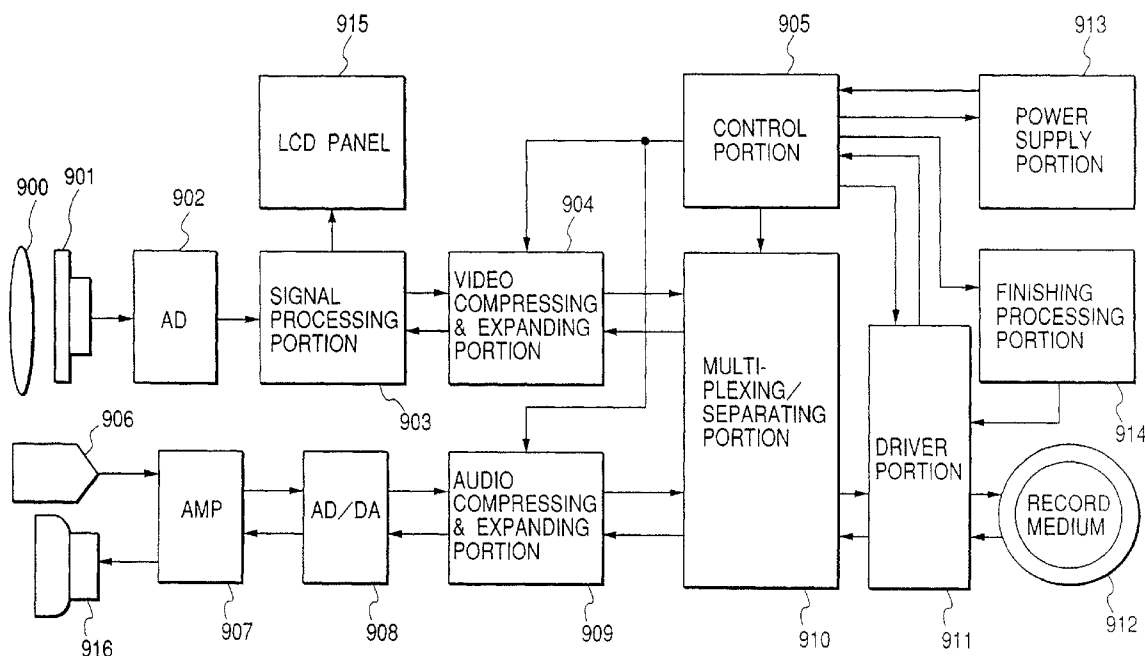 915
905
913
LCD PANEL
CONTROL
PORTION
POWER
SUPPLY
PORTION
900
901
902
904
AD
SIGNAL
PROCESSING
PORTION
VIDEO
COMPRESSING
& EXPANDING
PORTION
MULTI-
PLEXING/
SEPARATING
PORTION
FINISHING
PROCESSING
PORTION
903
906
914
AMP
AD/DA
AUDIO
COMPRESSING
& EXPANDING
PORTION
DRIVER
PORTION
RECORD
MEDIUM
916
907
908
909
910
911
912